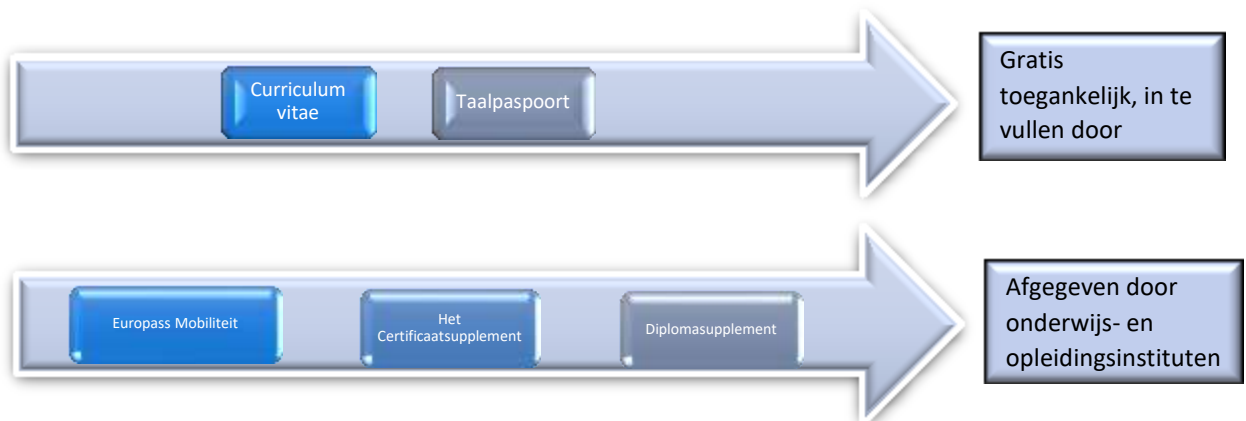 Curriculum
vitae
Taalpaspoort
Gratis
toegankelijk, in te
vullen door
Europass Mobiliteit
Het
Certificaatsupplement
Diplomasupplement
Afgegeven door
onderwijs- en
opleidingsinstituten